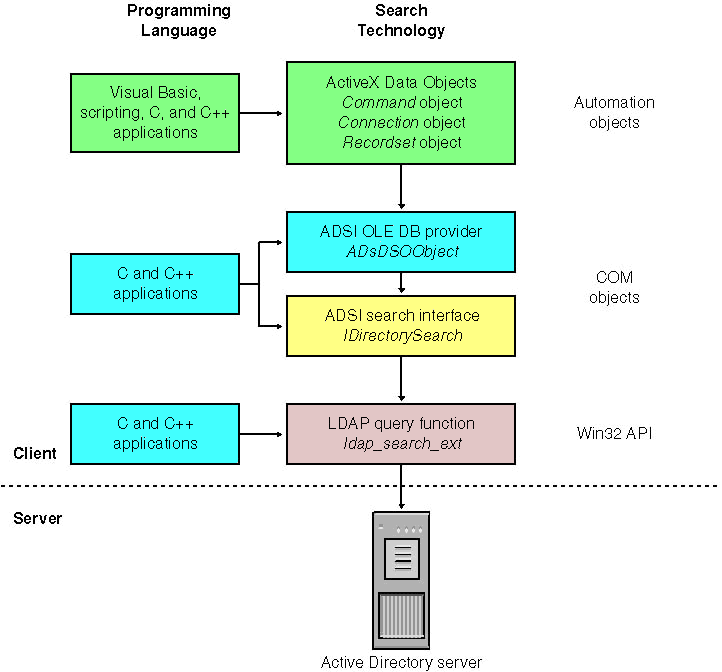 Programming
Language
Search
Technology
Visual Basic,
scripting, C, and C++
applications
ActiveX Data Objects
Command object
Connection object
Recordset object
Automation
objects
C and C++
applications
ADSI OLE DB provider
ADsDSOObject
ADSI search interface
IDirectorySearch
COM
objects
C and C++
applications
LDAP query function
ldap_search_ext
Win32 API
Client
Server
Active Directory server